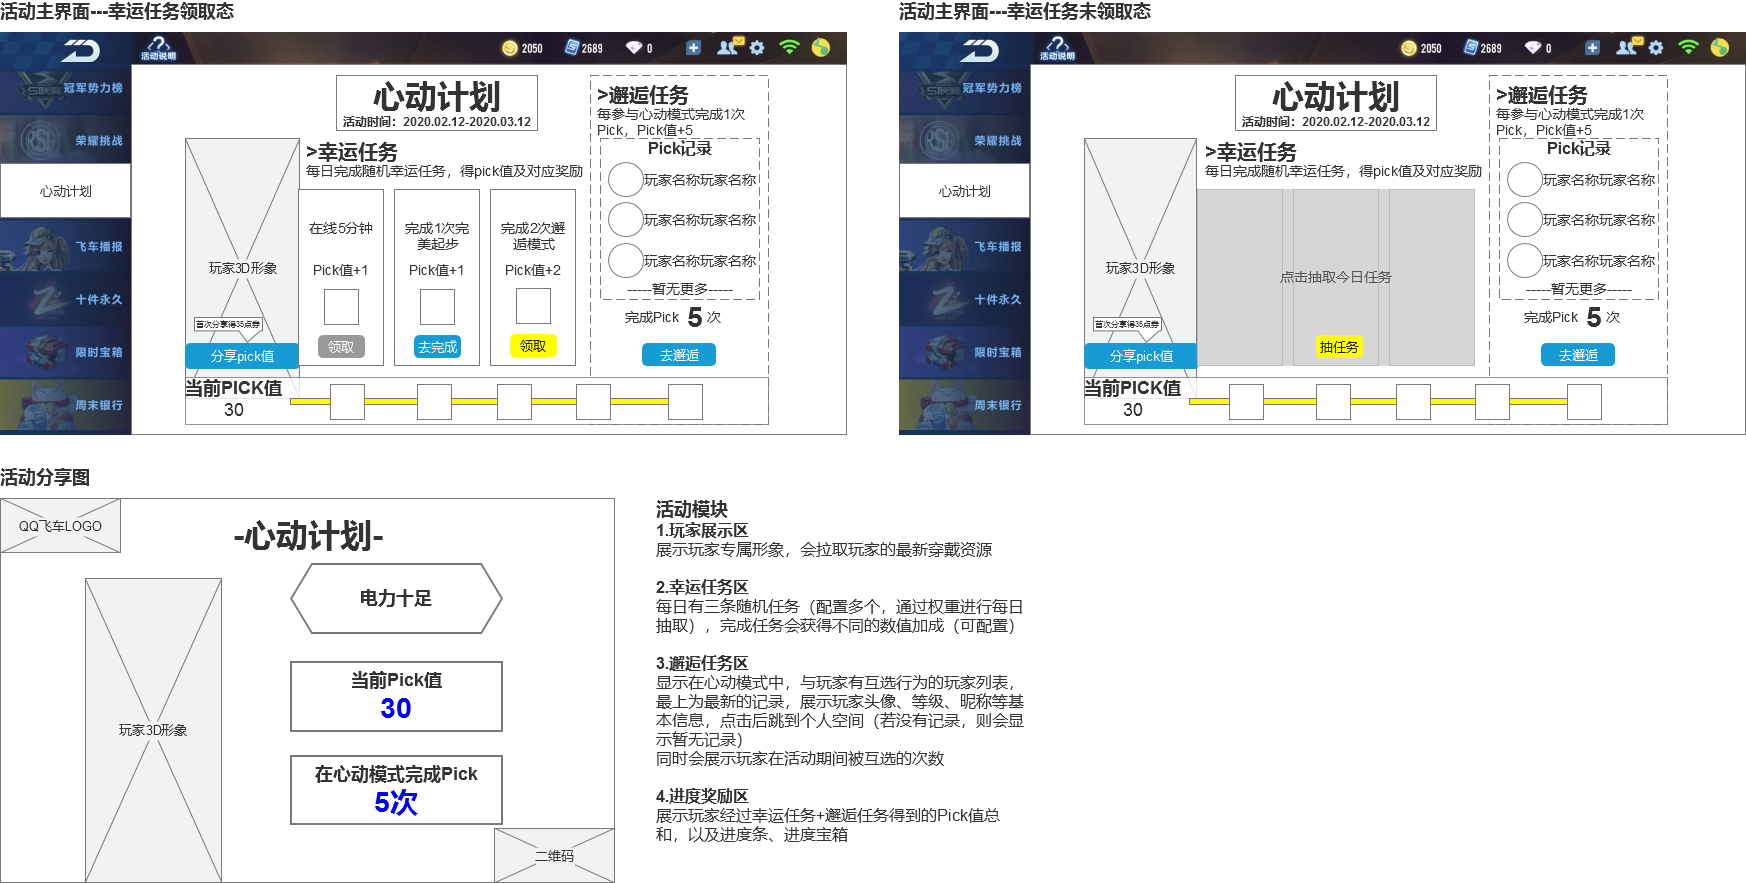 活动主界面---幸运任务领取态
活动说明
2050
2689
0
冠军势力榜
荣耀挑战
心动计划
飞车播报
十件永久
限时宝箱
周末银行
心动计划
活动时间：2020.02.12-2020.03.12
>幸运任务
每日完成随机幸运任务，得pick值及对应奖励
玩家3D形象
首次分享得35点券
分享pick值
在线5分钟
Pick值+1
领取
完成1次完
美起步
Pick值+1
去完成
完成2次邂
逅模式
Pick值+2
领取
>邂逅任务
每参与心动模式完成1次
Pick，Pick值+5
Pick记录
玩家名称玩家名称
玩家名称玩家名称
玩家名称玩家名称
-----暂无更多-----
完成Pick 5 次
去邂逅
当前PICK值
30
活动主界面---幸运任务未领取态
活动说明
2050
2689
0
冠军势力榜
荣耀挑战
心动计划
飞车播报
十件永久
限时宝箱
周末银行
心动计划
活动时间：2020.02.12-2020.03.12
>幸运任务
每日完成随机幸运任务，得pick值及对应奖励
玩家3D形象
首次分享得35点券
分享pick值
点击抽取今日任务
抽任务
>邂逅任务
每参与心动模式完成1次
Pick，Pick值+5
Pick记录
玩家名称玩家名称
玩家名称玩家名称
玩家名称玩家名称
-----暂无更多-----
完成Pick 5 次
去邂逅
当前PICK值
30
活动分享图
QQ飞车LOGO
-心动计划-
电力十足
当前Pick值
30
在心动模式完成Pick
5次
玩家3D形象
二维码
活动模块
1.玩家展示区
展示玩家专属形象，会拉取玩家的最新穿戴资源
2.幸运任务区
每日有三条随机任务（配置多个，通过权重进行每日
抽取），完成任务会获得不同的数值加成（可配置）
3.邂逅任务区
显示在心动模式中，与玩家有互选行为的玩家列表，
最上为最新的记录，展示玩家头像、等级、昵称等基
本信息，点击后跳到个人空间（若没有记录，则会显
示暂无记录）
同时会展示玩家在活动期间被互选的次数
4.进度奖励区
展示玩家经过幸运任务+邂逅任务得到的Pick值总
和，以及进度条、进度宝箱